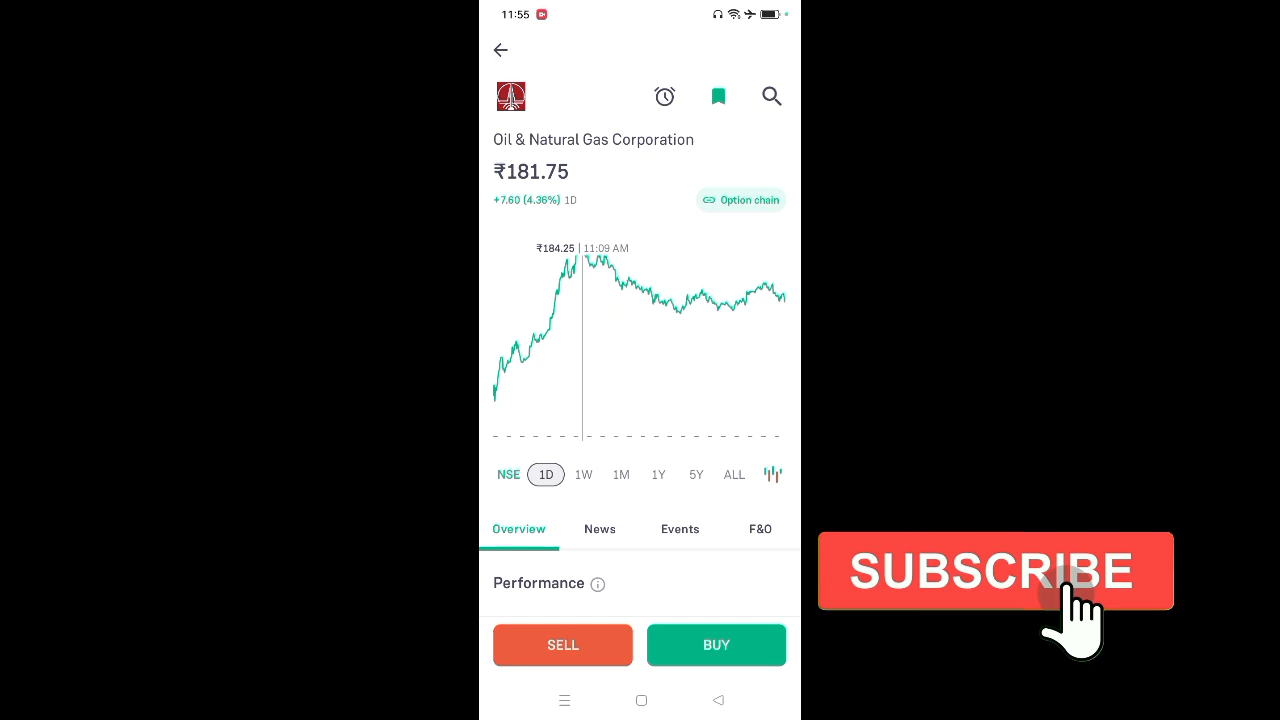 11:55
Oil & Natural Gas Corporation
₹181.75
+7.60 (4.36%) 1D
Option chain
₹184.25 | 11:09 AM
NSE 1D 1W 1M 1Y 5Y ALL
Overview News Events F&O
Performance
SELL BUY
SUBSCRIBE